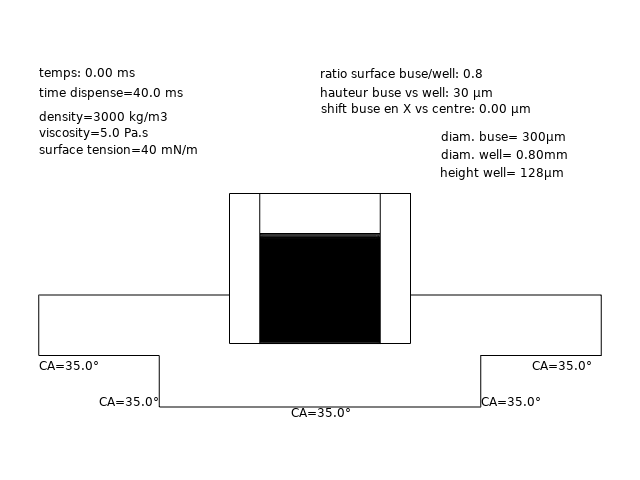 temps: 0.00 ms
time dispense=40.0 ms
density=3000 kg/m3
viscosity=5.0 Pa.s
surface tension=40 mN/m
ratio surface buse/well: 0.8
hauteur buse vs well: 30 µm
shift buse en X vs centre: 0.00 µm
diam. buse= 300µm
diam. well= 0.80mm
height well= 128µm
CA=35.0°
CA=35.0°
CA=35.0°
CA=35.0°
CA=35.0°